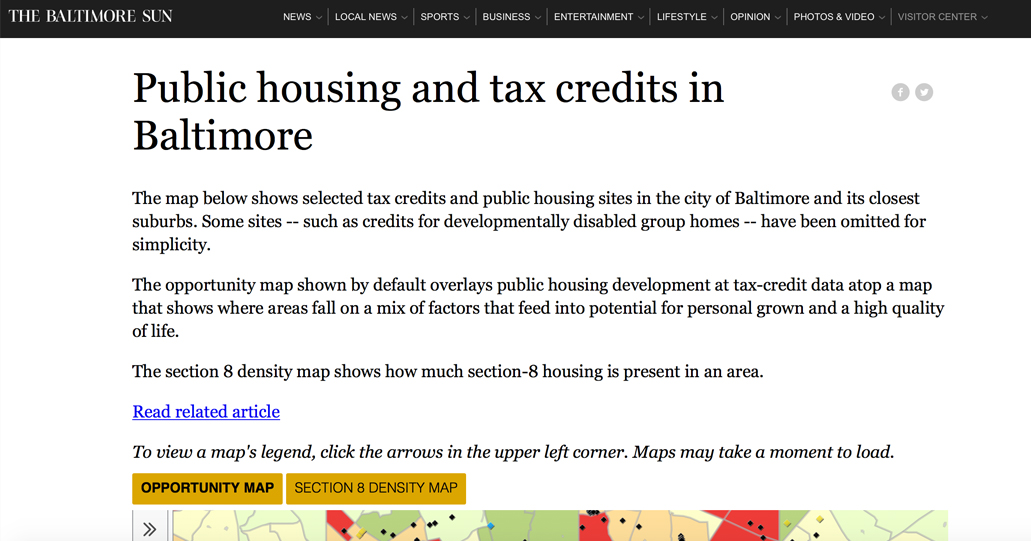 THE BALTIMORE SUN
NEWS LOCAL NEWS SPORTS BUSINESS ENTERTAINMENT LIFESTYLE OPINION PHOTOS & VIDEO VISITOR CENTER
Public housing and tax credits in
Baltimore
The map below shows selected tax credits and public housing sites in the city of Baltimore and its closest
suburbs. Some sites -- such as credits for developmentally disabled group homes -- have been omitted for
simplicity.
The opportunity map shown by default overlays public housing development at tax-credit data atop a map
that shows where areas fall on a mix of factors that feed into potential for personal grown and a high quality
of life.
The section 8 density map shows how much section-8 housing is present in an area.
Read related article
To view a map's legend, click the arrows in the upper left corner. Maps may take a moment to load.
OPPORTUNITY MAP SECTION 8 DENSITY MAP